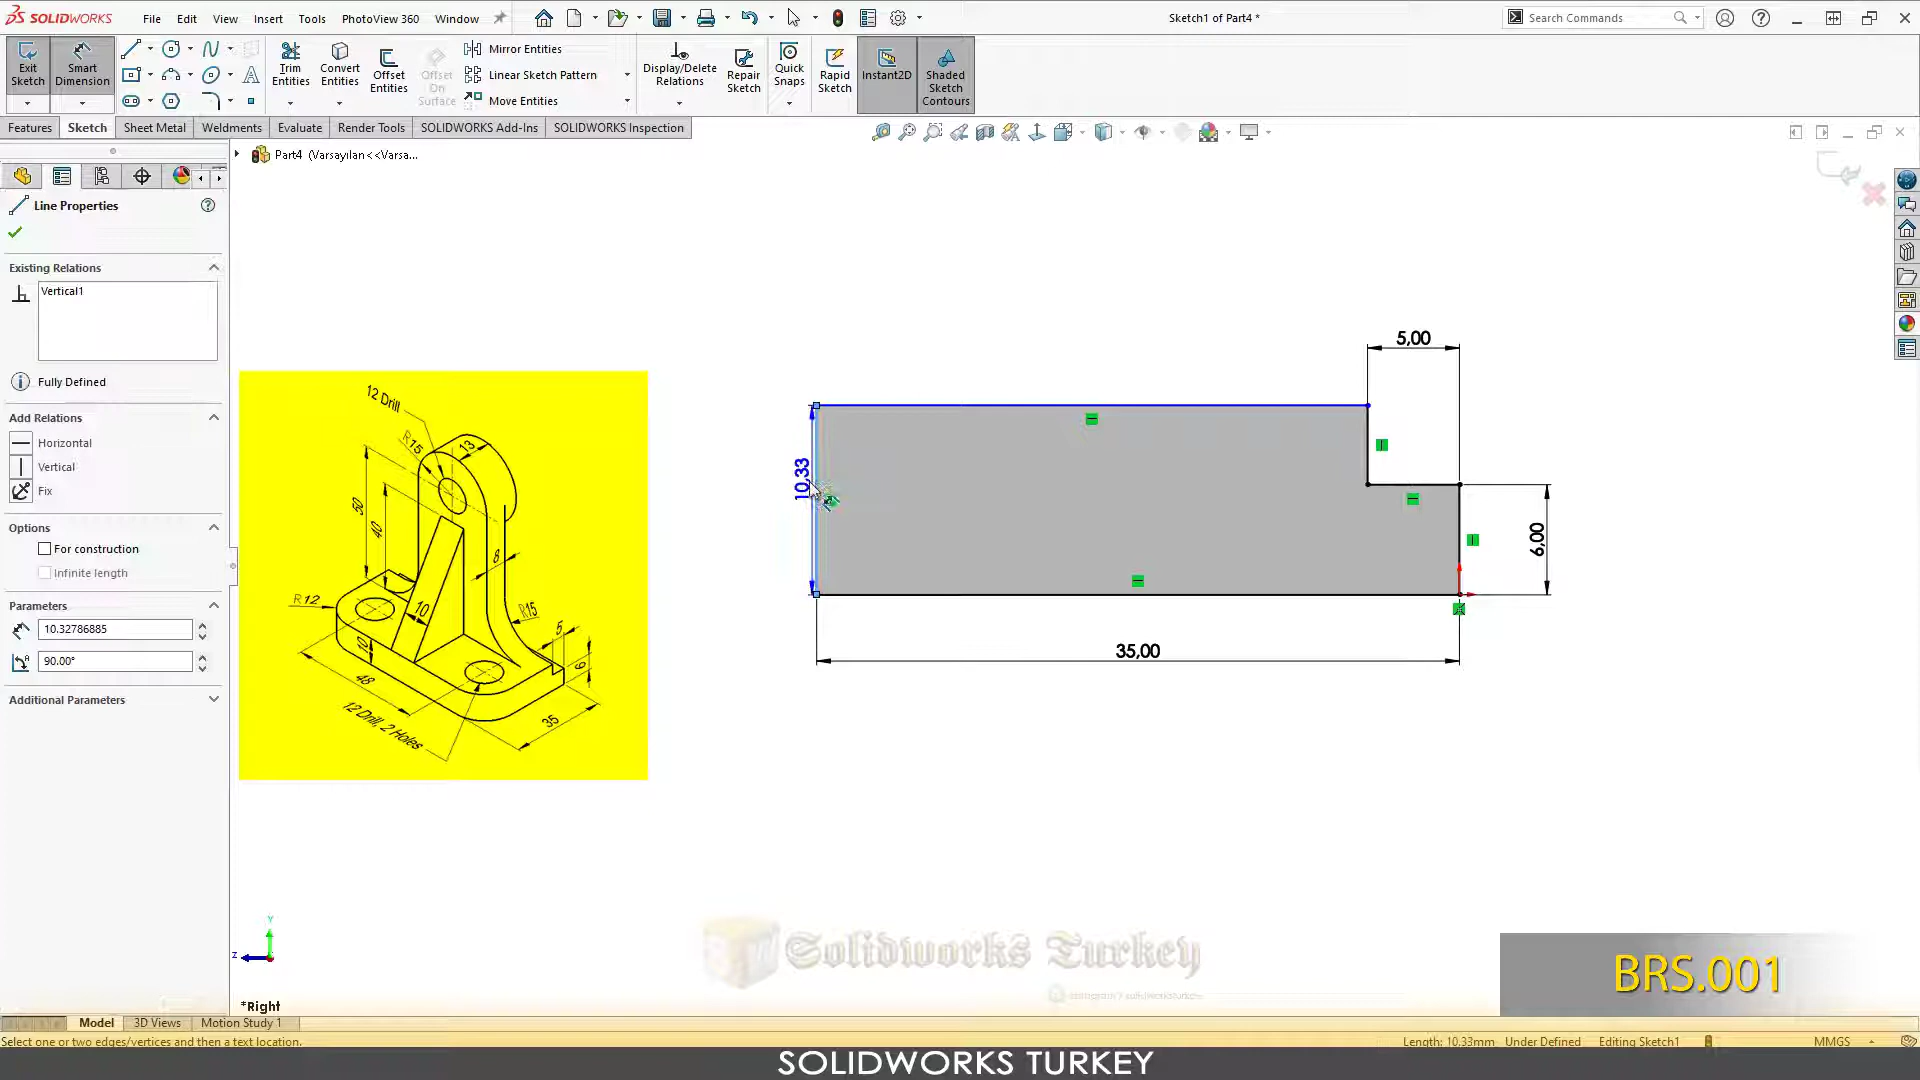 SOLIDWORKS
File Edit View Insert Tools PhotoView 360 Window
Sketch1 of Part4 *
Search Commands
Exit Sketch
Smart Dimension
Trim Entities
Convert Entities
Offset Entities
Offset On Surface
Mirror Entities
Linear Sketch Pattern
Move Entities
Display/Delete Relations
Repair Sketch
Quick Snaps
Rapid Sketch
Instant2D
Shaded Sketch Contours
Features Sketch Sheet Metal Weldments Evaluate Render Tools SOLIDWORKS Add-Ins SOLIDWORKS Inspection
Part4 (Varsayılan<<Varsa...
Line Properties
Existing Relations
Vertical1
Fully Defined
Add Relations
Horizontal
Vertical
Fix
Options
For construction
Infinite length
Parameters
10.32786885
90.00°
Additional Parameters
12 Drill
R15
13
50
40
8
R12
10
R15
5
10
6
48
35
12 Drill, 2 Holes
5,00
10,33
6,00
35,00
Y
Z
*Right
Solidworks Turkey
BRS.001
Model 3D Views Motion Study 1
Select one or two edges/vertices and then a text location.
Length: 10.33mm Under Defined Editing Sketch1 MMGS
SOLIDWORKS TURKEY